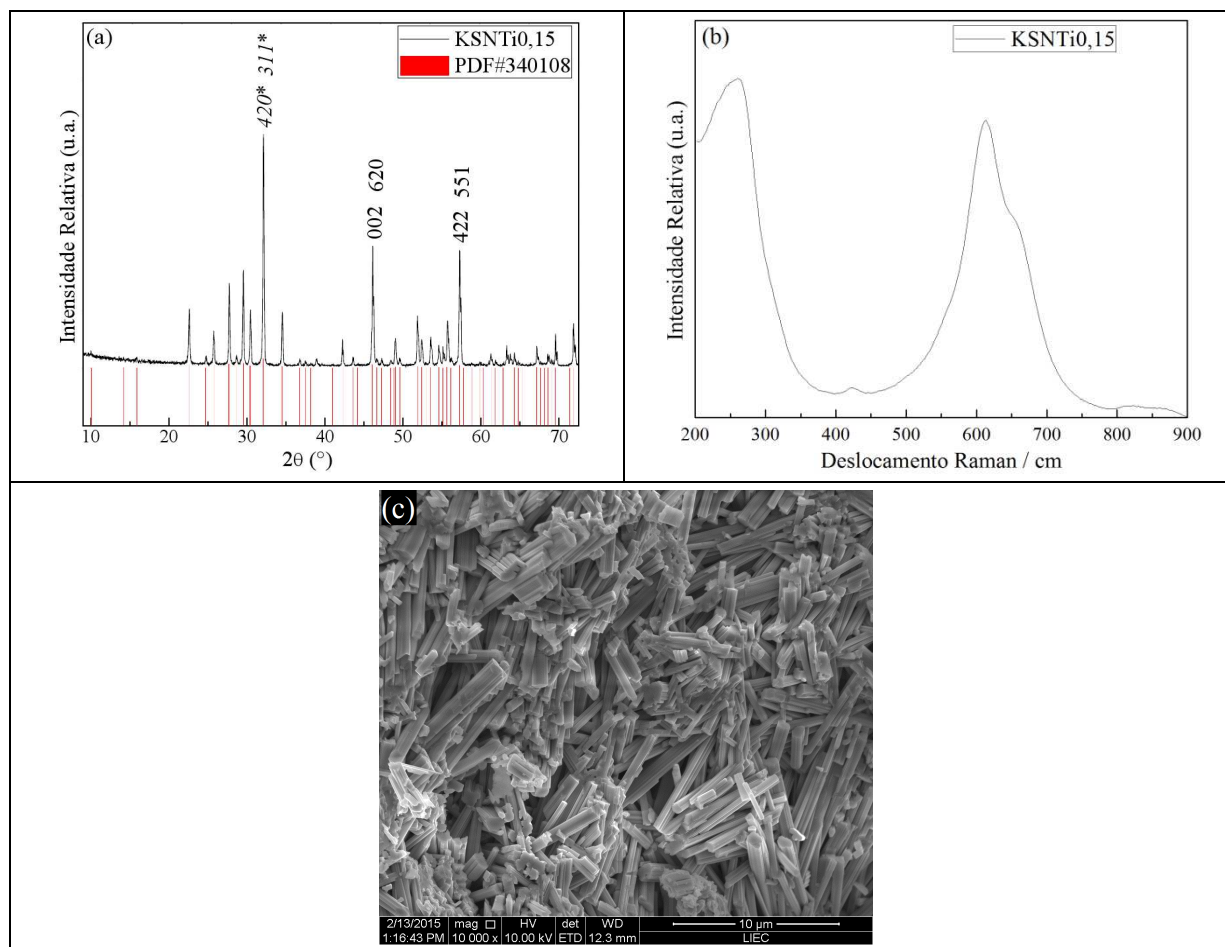 (a)
KSNTi0,15
PDF#340108
420* 311*
002 620
422 551
Intensidade Relativa (u.a.)
10 20 30 40 50 60 70
2θ (°)
(b)
KSNTi0,15
Intensidade Relativa (u.a.)
200 300 400 500 600 700 800 900
Deslocamento Raman / cm
(c)
2/13/2015 mag □ HV det WD 10 µm
1:16:43 PM 10 000 x 10.00 kV ETD 12.3 mm LIEC